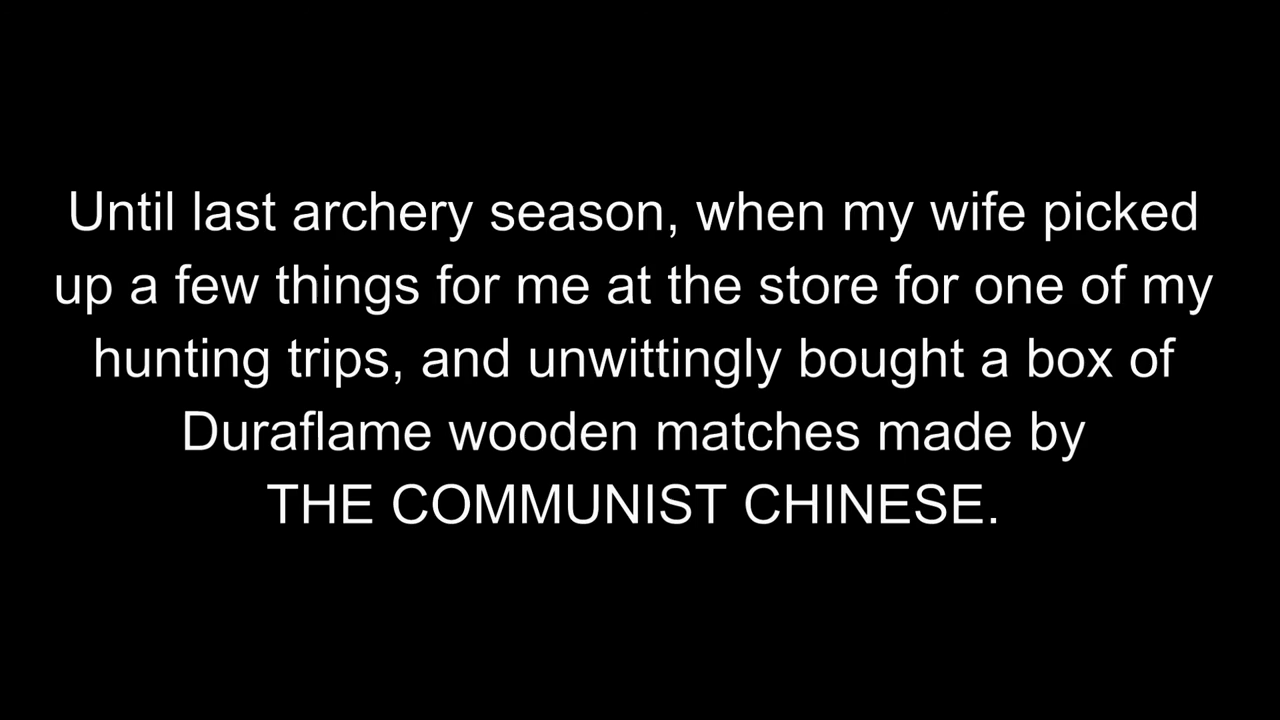 Until last archery season, when my wife picked
up a few things for me at the store for one of my
hunting trips, and unwittingly bought a box of
Duraflame wooden matches made by
THE COMMUNIST CHINESE.